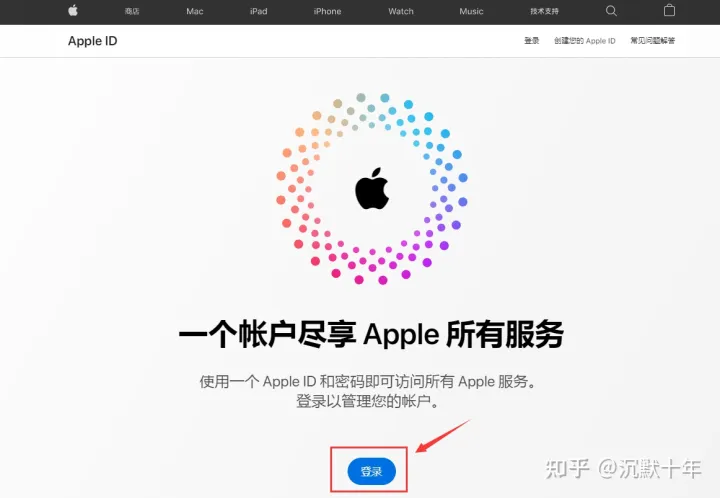 商店 Mac iPad iPhone Watch Music 技术支持
Apple ID 登录 创建您的 Apple ID 常见问题解答
一个帐户尽享 Apple 所有服务
使用一个 Apple ID 和密码即可访问所有 Apple 服务。
登录以管理您的帐户。
登录
知乎 @沉默十年